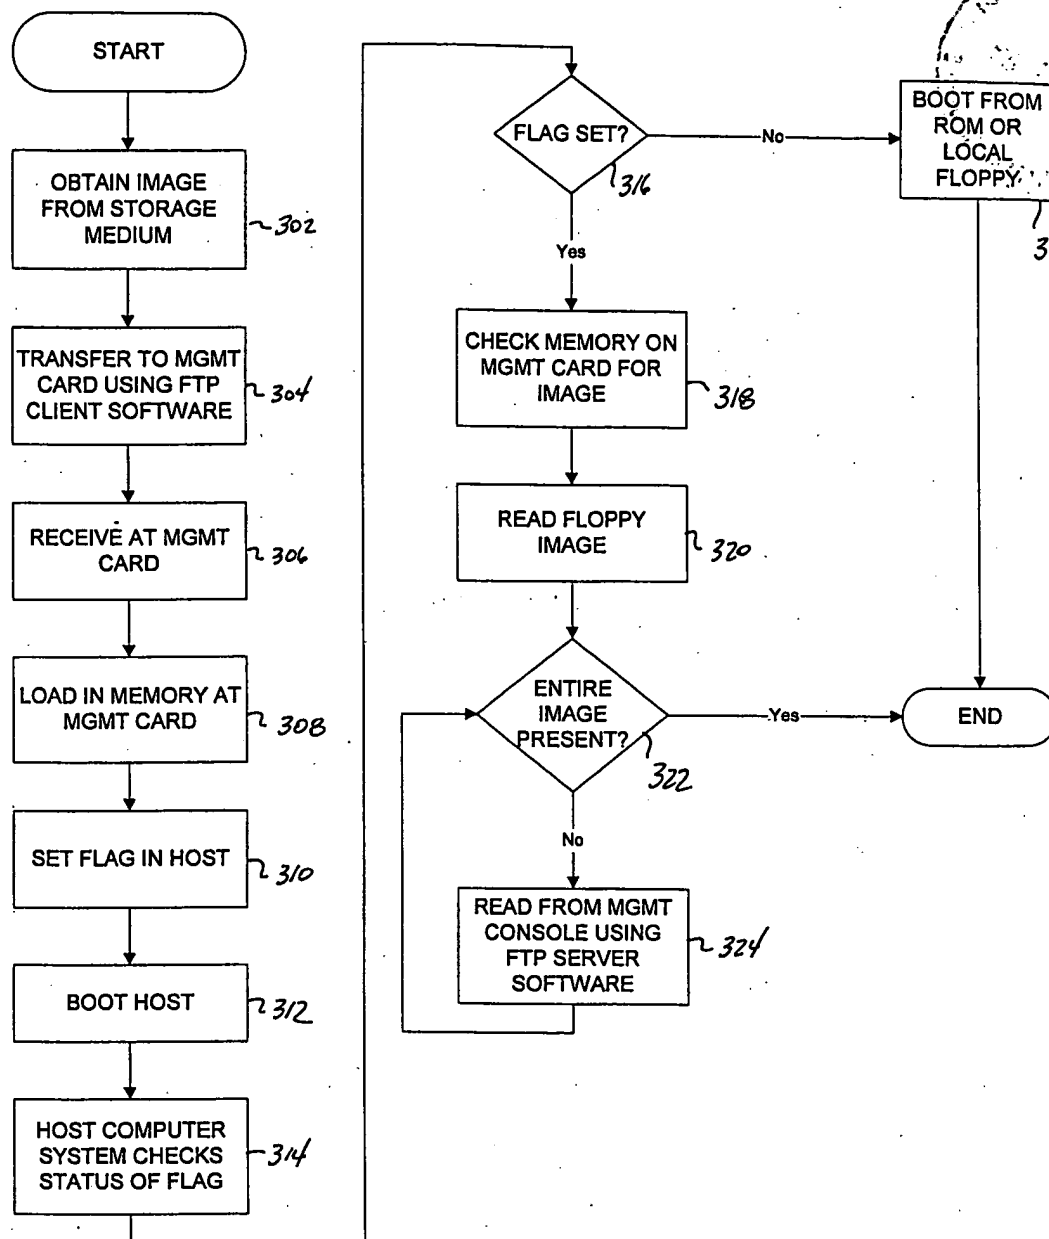 START
OBTAIN IMAGE
FROM STORAGE
MEDIUM
302
TRANSFER TO MGMT
CARD USING FTP
CLIENT SOFTWARE
304
RECEIVE AT MGMT
CARD
306
LOAD IN MEMORY AT
MGMT CARD
308
SET FLAG IN HOST
310
BOOT HOST
312
HOST COMPUTER
SYSTEM CHECKS
STATUS OF FLAG
314
FLAG SET?
316
No
BOOT FROM
ROM OR
LOCAL
FLOPPY
3
Yes
CHECK MEMORY ON
MGMT CARD FOR
IMAGE
318
READ FLOPPY
IMAGE
320
ENTIRE
IMAGE
PRESENT?
322
Yes
END
No
READ FROM MGMT
CONSOLE USING
FTP SERVER
SOFTWARE
324